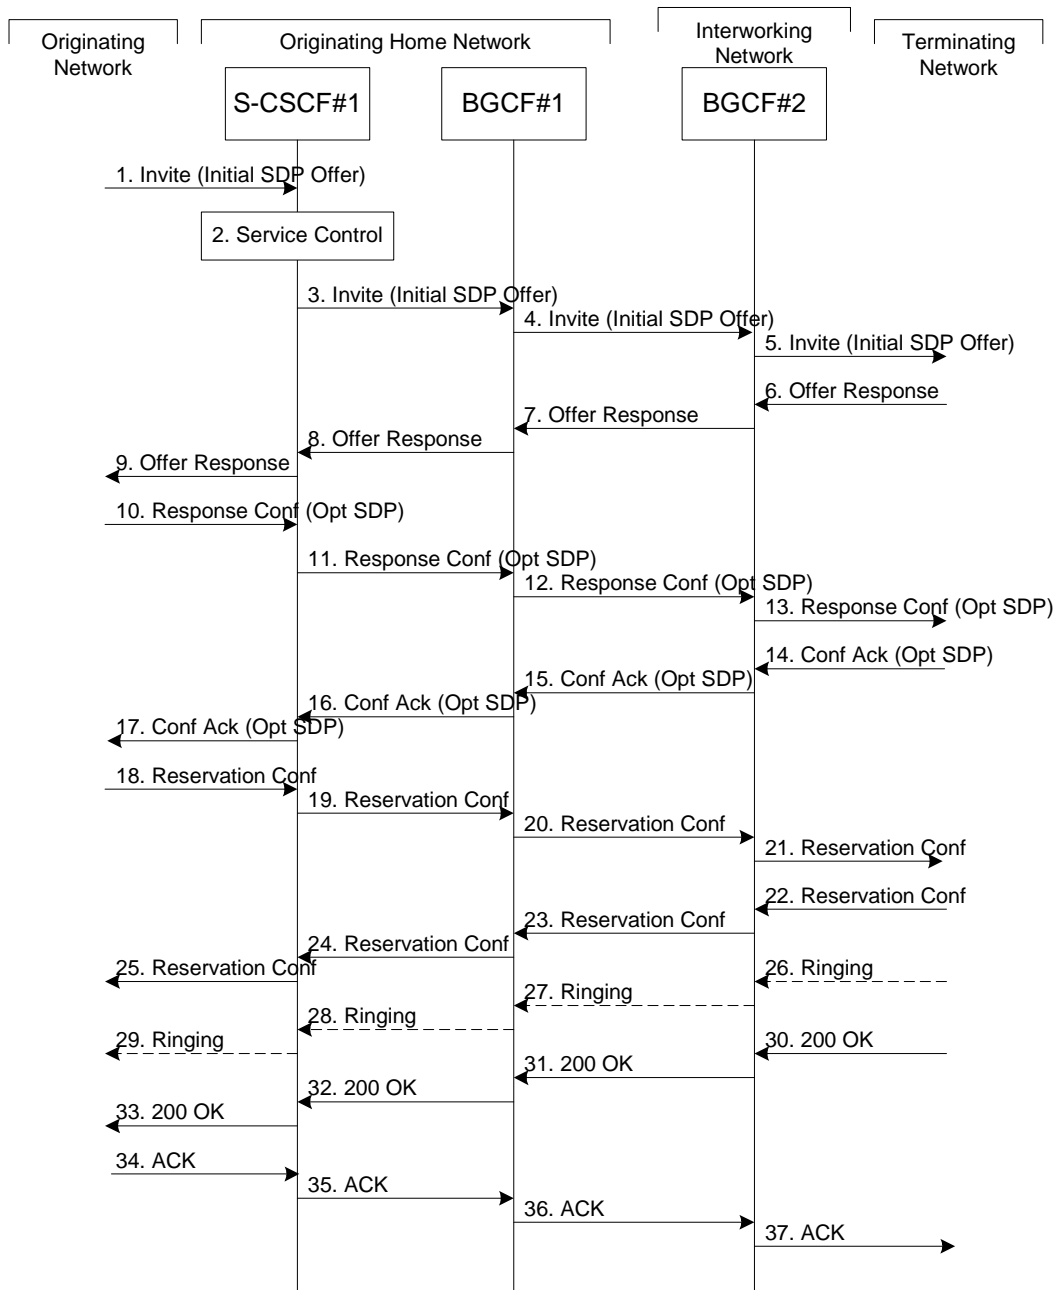 Originating
Network
Originating Home Network
Interworking
Network
Terminating
Network
S-CSCF#1
BGCF#1
BGCF#2
1. Invite (Initial SDP Offer)
2. Service Control
3. Invite (Initial SDP Offer)
4. Invite (Initial SDP Offer)
5. Invite (Initial SDP Offer)
6. Offer Response
7. Offer Response
8. Offer Response
9. Offer Response
10. Response Conf (Opt SDP)
11. Response Conf (Opt SDP)
12. Response Conf (Opt SDP)
13. Response Conf (Opt SDP)
14. Conf Ack (Opt SDP)
15. Conf Ack (Opt SDP)
16. Conf Ack (Opt SDP)
17. Conf Ack (Opt SDP)
18. Reservation Conf
19. Reservation Conf
20. Reservation Conf
21. Reservation Conf
22. Reservation Conf
23. Reservation Conf
24. Reservation Conf
25. Reservation Conf
26. Ringing
27. Ringing
28. Ringing
29. Ringing
30. 200 OK
31. 200 OK
32. 200 OK
33. 200 OK
34. ACK
35. ACK
36. ACK
37. ACK